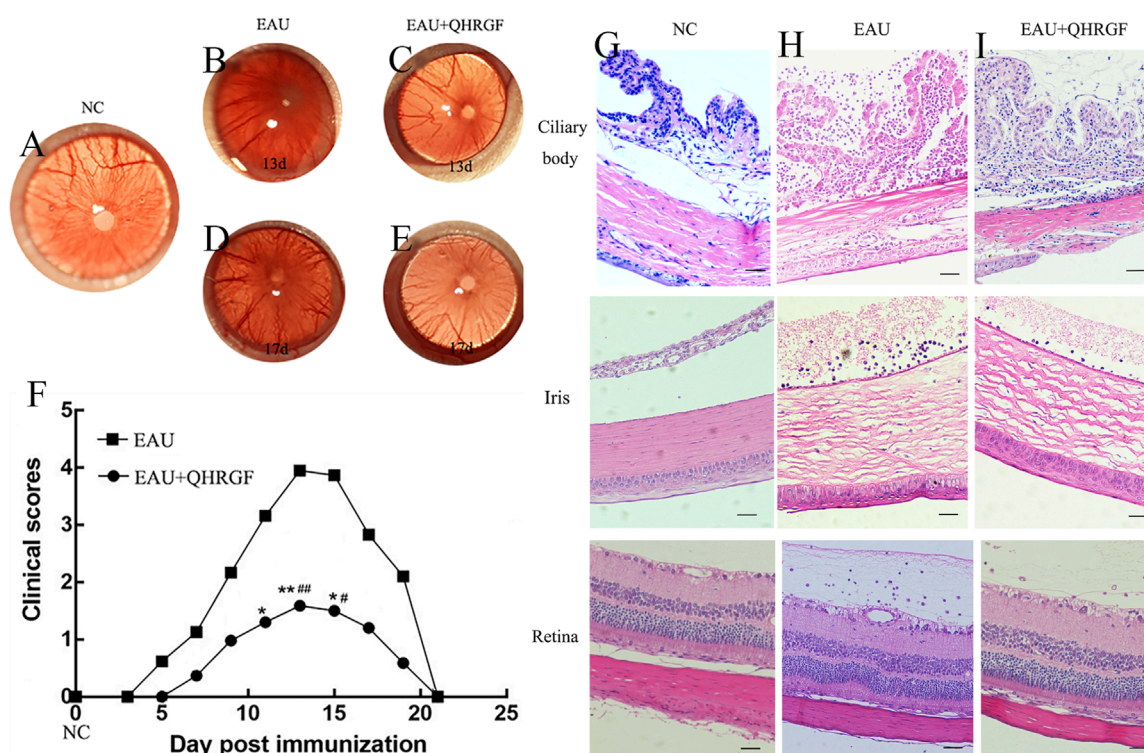 EAU
EAU+QHRGF
NC
A
B
13d
C
13d
D
17d
E
17d
F
5
4
3
2
1
0
EAU
EAU+QHRGF
* ** ## * #
Clinical scores
0 5 10 15 20 25
NC
Day post immunization
NC
EAU
EAU+QHRGF
G
H
I
Ciliary
body
Iris
Retina